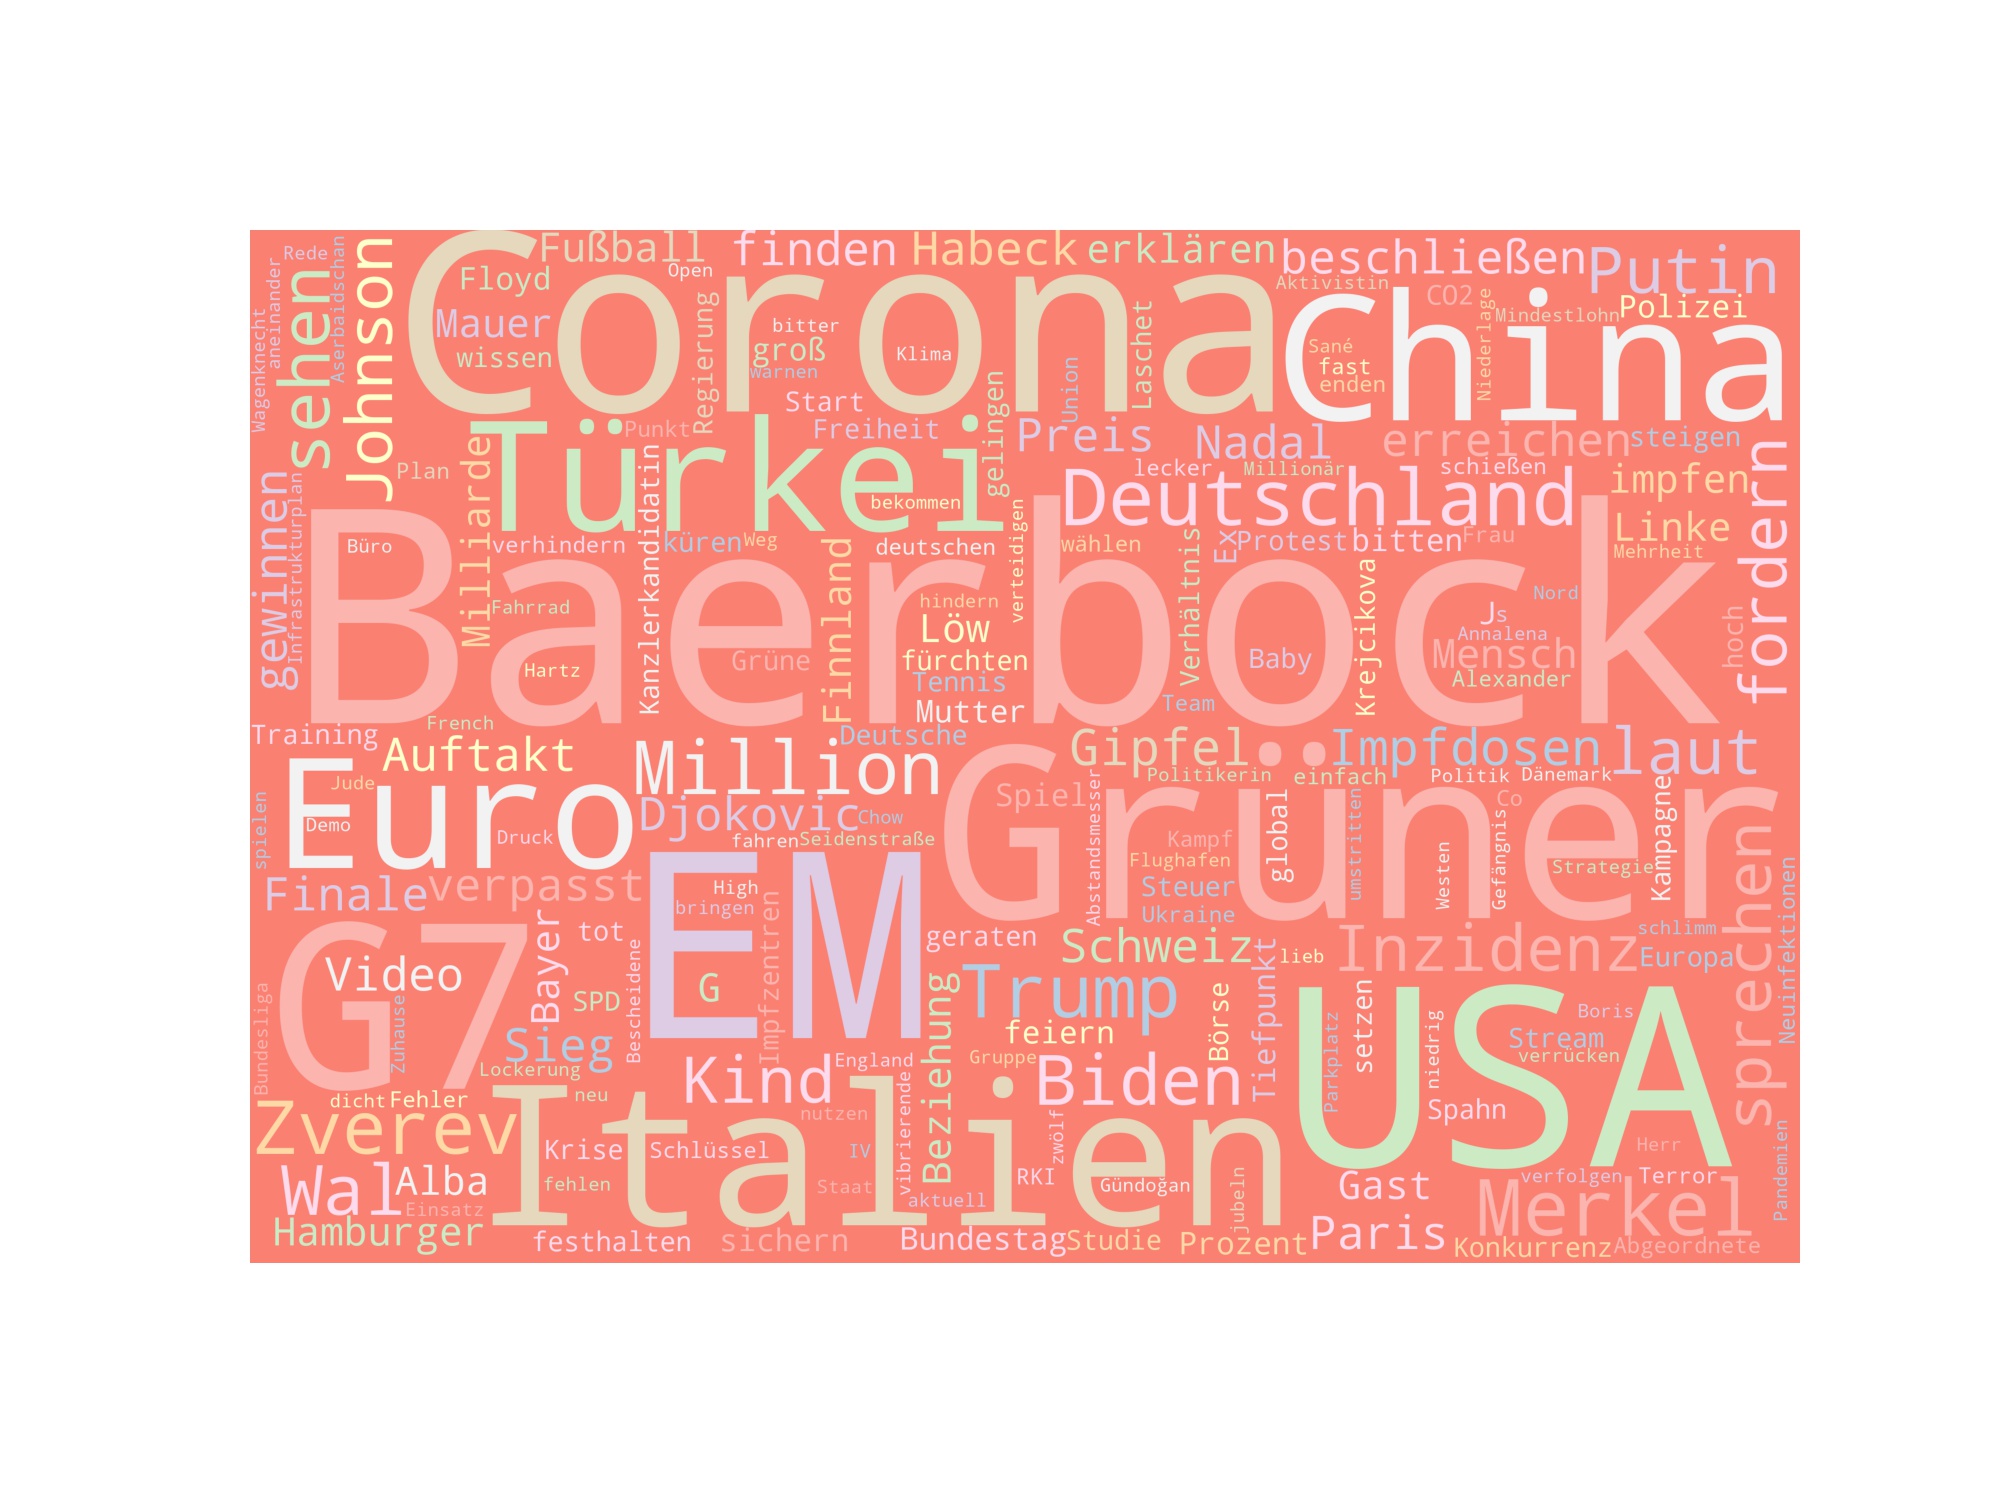 Corona
Baerbock
China
Türkei
Grüner
EM
USA
Italien
G7
Euro
Deutschland
Million
Putin
Johnson
sehen
fordern
sprechen
Merkel
Biden
Trump
Zverev
Wal
Kind
Inzidenz
laut
Impfdosen
Gipfel
Schweiz
Djokovic
Auftakt
Finale
verpasst
Video
Sieg
Bayer
Alba
Hamburger
Beziehung
Paris
Gast
Mensch
Nadal
Preis
erreichen
beschließen
erklären
Habeck
finden
Fußball
Floyd
Mauer
wissen
Milliarde
gewinnen
Finnland
Löw
impfen
Linke
Polizei
Rede
aneinander
Aserbaidschan
Wagenknecht
Open
Regierung
bitter
groß
warnen
Klima
Start
Freiheit
gelingen
Union
Laschet
Aktivistin
CO2
Niederlage
Mindestlohn
Sané
fast
enden
steigen
Punkt
Plan
lecker
Millionär
schießen
bekommen
verteidigen
Infrastrukturplan
Büro
verhindern
Kanzlerkandidatin
küren
Weg
deutschen
wählen
Verhältnis
Ex
Protest
bitten
Frau
Mehrheit
Fahrrad
hindern
Nord
Js
Annalena
Alexander
Hartz
Grüne
fürchten
Tennis
Mutter
Baby
Krejcikova
hoch
Team
Training
French
Deutsche
Jude
Demo
Druck
spielen
Chow
fahren
Seidenstraße
Politikerin
einfach
Politik
Dänemark
Spiel
Abstandsmesser
Kampf
Flughafen
global
umstritten
Co
Kampagne
Westen
Gefängnis
Strategie
Steuer
Ukraine
High
bringen
Impfzentren
geraten
tot
SPD
G
Bescheidene
Zuhause
Bundesliga
lieb
schlimm
Europa
Neuinfektionen
Tiefpunkt
Börse
feiern
Gruppe
setzen
niedrig
Parkplatz
Boris
Stream
verrücken
Spahn
Lockerung
neu
dicht
Fehler
England
nutzen
vibrierende
zwölf
Krise
Schlüssel
IV
fehlen
Staat
aktuell
RKI
Gündoğan
jubeln
Einsatz
Herr
verfolgen
Terror
Pandemien
festhalten
sichern
Bundestag
Studie
Prozent
Konkurrenz
Abgeordnete